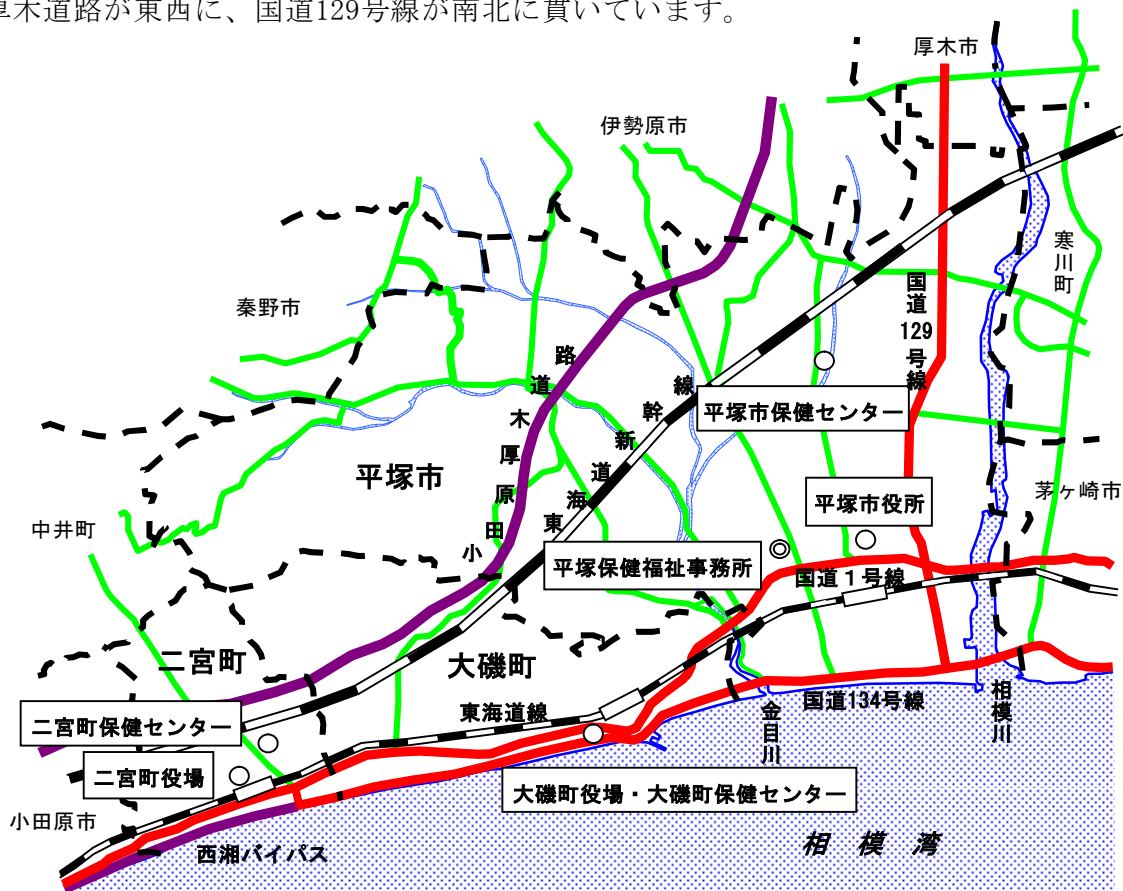 厚木道路が東西に、国道129号線が南北に貫いています。
厚木市
伊勢原市
寒川町
秦野市
国道129号線
小田原厚木道路
東海道新幹線
平塚市保健センター
平塚市
平塚市役所
茅ヶ崎市
中井町
平塚保健福祉事務所
国道１号線
二宮町
大磯町
二宮町保健センター
東海道線
国道134号線
金目川
相模川
二宮町役場
大磯町役場・大磯町保健センター
小田原市
西湘バイパス
相模湾